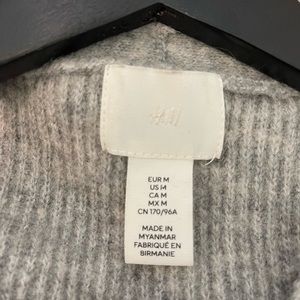 H&M
EUR M
US M
CA M
MX M
CN 170/96A
MADE IN
MYANMAR
FABRIQUÉ EN
BIRMANIE